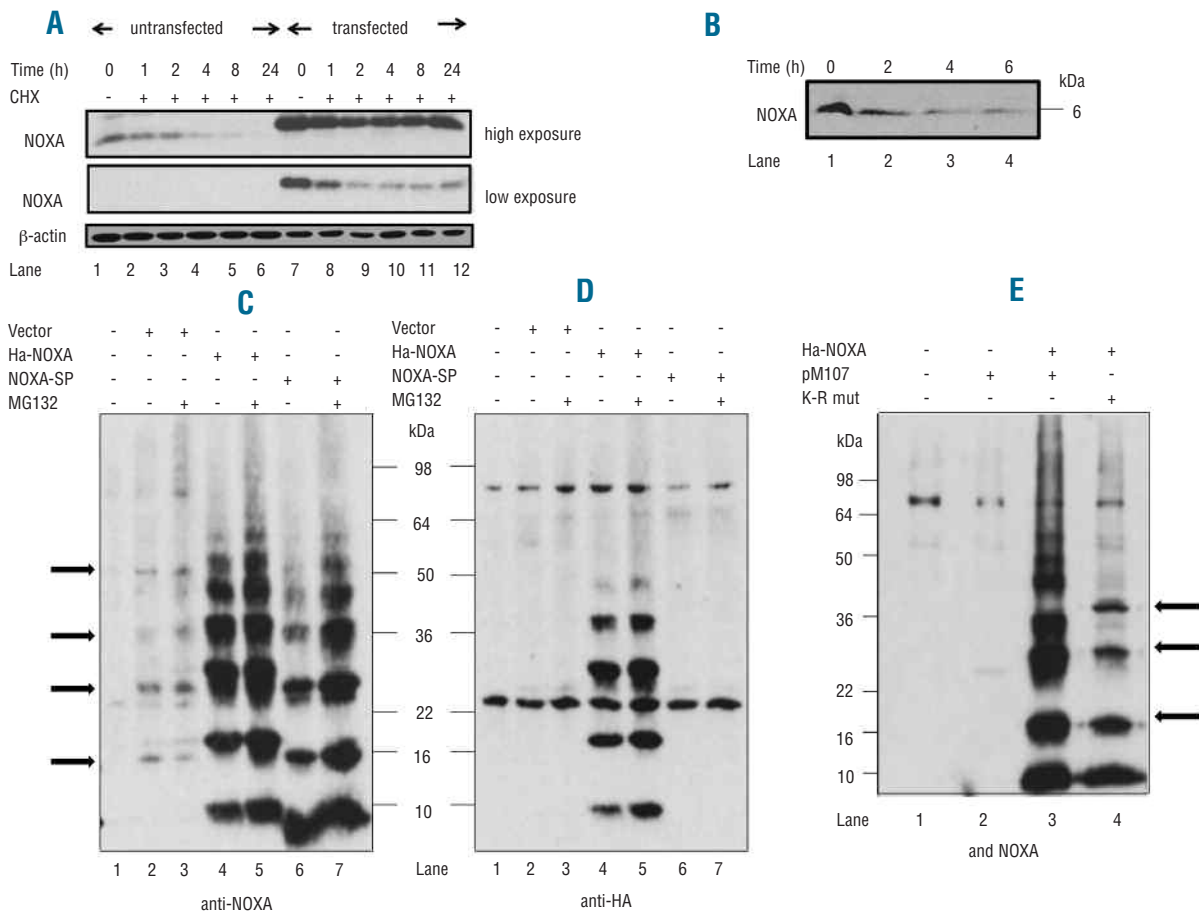 A
untransfected transfected
Time (h) 0 1 2 4 8 24 0 1 2 4 8 24
CHX - + + + + + - + + + + +
NOXA high exposure
NOXA low exposure
β-actin
Lane 1 2 3 4 5 6 7 8 9 10 11 12
B
Time (h) 0 2 4 6
kDa
NOXA 6
Lane 1 2 3 4
C
Vector - + + - - - -
Ha-NOXA - - - + + - -
NOXA-SP - - - - - + +
MG132 - - + - + - +
1 2 3 4 5 6 7
anti-NOXA
D
Vector - + + - - - -
Ha-NOXA - - - + + - -
NOXA-SP - - - - - + +
MG132 - - + - + - +
kDa
98
64
50
36
22
16
10
Lane 1 2 3 4 5 6 7
anti-HA
E
Ha-NOXA - - + +
pM107 - + + -
K-R mut - - - +
kDa
98
64
50
36
22
16
10
Lane 1 2 3 4
and NOXA